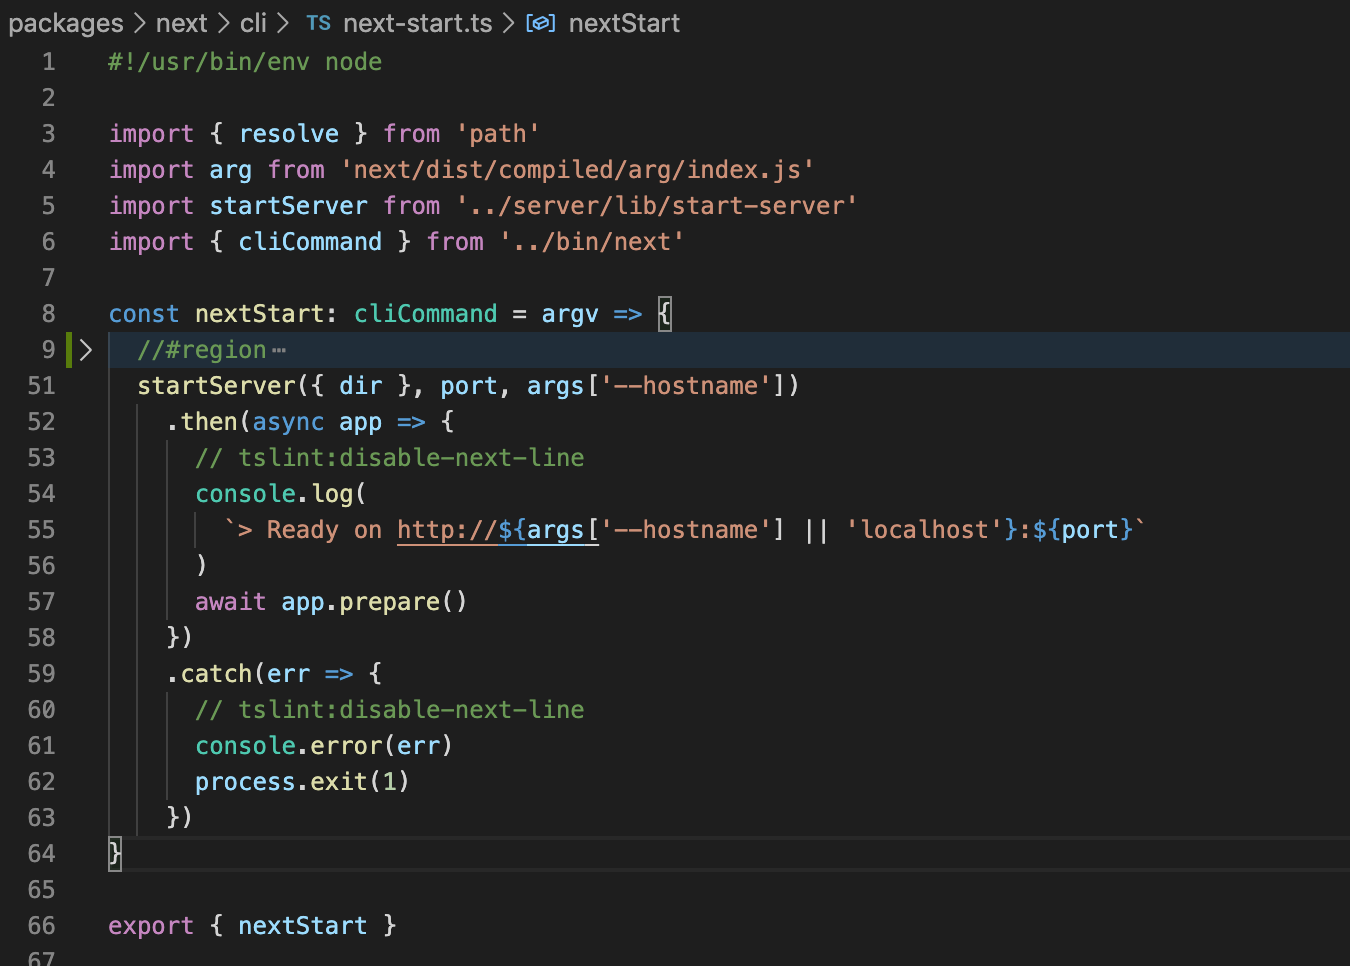 packages > next > cli > TS next-start.ts > nextStart
1 #!/usr/bin/env node
2
3 import { resolve } from 'path'
4 import arg from 'next/dist/compiled/arg/index.js'
5 import startServer from '../server/lib/start-server'
6 import { cliCommand } from '../bin/next'
7
8 const nextStart: cliCommand = argv => {
9 //#region ⋯
51 startServer({ dir }, port, args['--hostname'])
52 .then(async app => {
53 // tslint:disable-next-line
54 console.log(
55 `> Ready on http://${args['--hostname'] || 'localhost'}:${port}`
56 )
57 await app.prepare()
58 })
59 .catch(err => {
60 // tslint:disable-next-line
61 console.error(err)
62 process.exit(1)
63 })
64 }
65
66 export { nextStart }
67